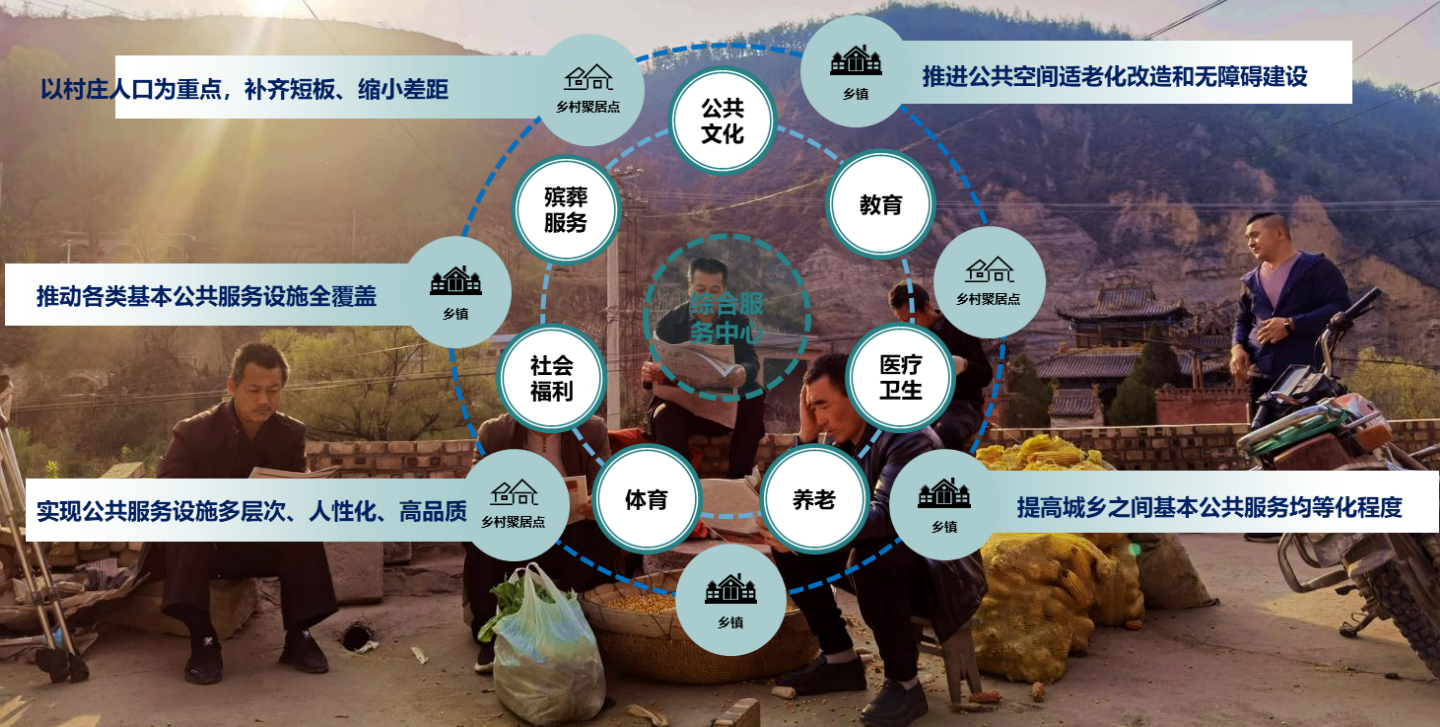 以村庄人口为重点，补齐短板、缩小差距
乡村聚居点
乡镇
推进公共空间适老化改造和无障碍建设
公共
文化
殡葬
服务
教育
推动各类基本公共服务设施全覆盖
乡镇
综合服
务中心
乡村聚居点
社会
福利
医疗
卫生
实现公共服务设施多层次、人性化、高品质
乡村聚居点
体育
养老
乡镇
提高城乡之间基本公共服务均等化程度
乡镇